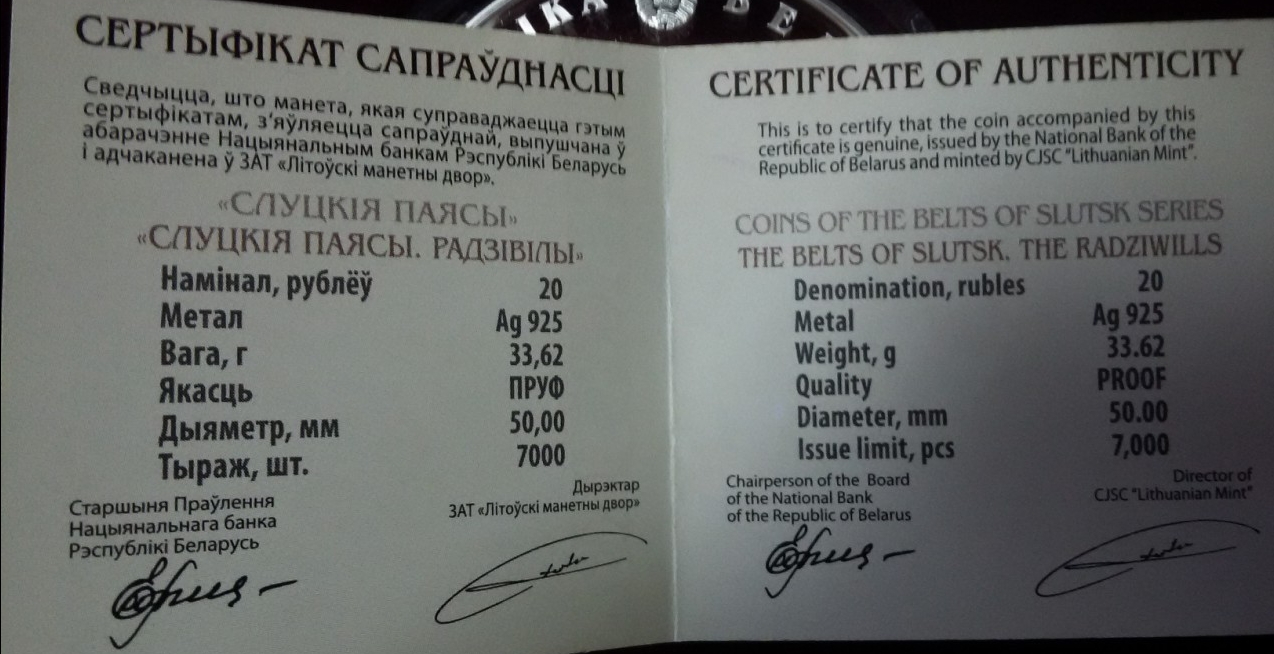 ІКА БЕ
СЕРТЫФІКАТ САПРАЎДНАСЦІ
Сведчыцца, што манета, якая суправаджаецца гэтым
сертыфікатам, з'яўляецца сапраўднай, выпушчана ў
абарачэнне Нацыянальным банкам Рэспублікі Беларусь
і адчаканена ў ЗАТ «Літоўскі манетны двор».
«СЛУЦКІЯ ПАЯСЫ»
«СЛУЦКІЯ ПАЯСЫ. РАДЗІВІЛЫ»
Намінал, рублёў 20
Метал Ag 925
Вага, г 33,62
Якасць ПРУФ
Дыяметр, мм 50,00
Тыраж, шт. 7000
Старшыня Праўлення
Нацыянальнага банка
Рэспублікі Беларусь
Дырэктар
ЗАТ «Літоўскі манетны двор»
CERTIFICATE OF AUTHENTICITY
This is to certify that the coin accompanied by this
certificate is genuine, issued by the National Bank of the
Republic of Belarus and minted by CJSC "Lithuanian Mint".
COINS OF THE BELTS OF SLUTSK SERIES
THE BELTS OF SLUTSK. THE RADZIWILLS
Denomination, rubles 20
Metal Ag 925
Weight, g 33.62
Quality PROOF
Diameter, mm 50.00
Issue limit, pcs 7,000
Chairperson of the Board
of the National Bank
of the Republic of Belarus
Director of
CJSC "Lithuanian Mint"